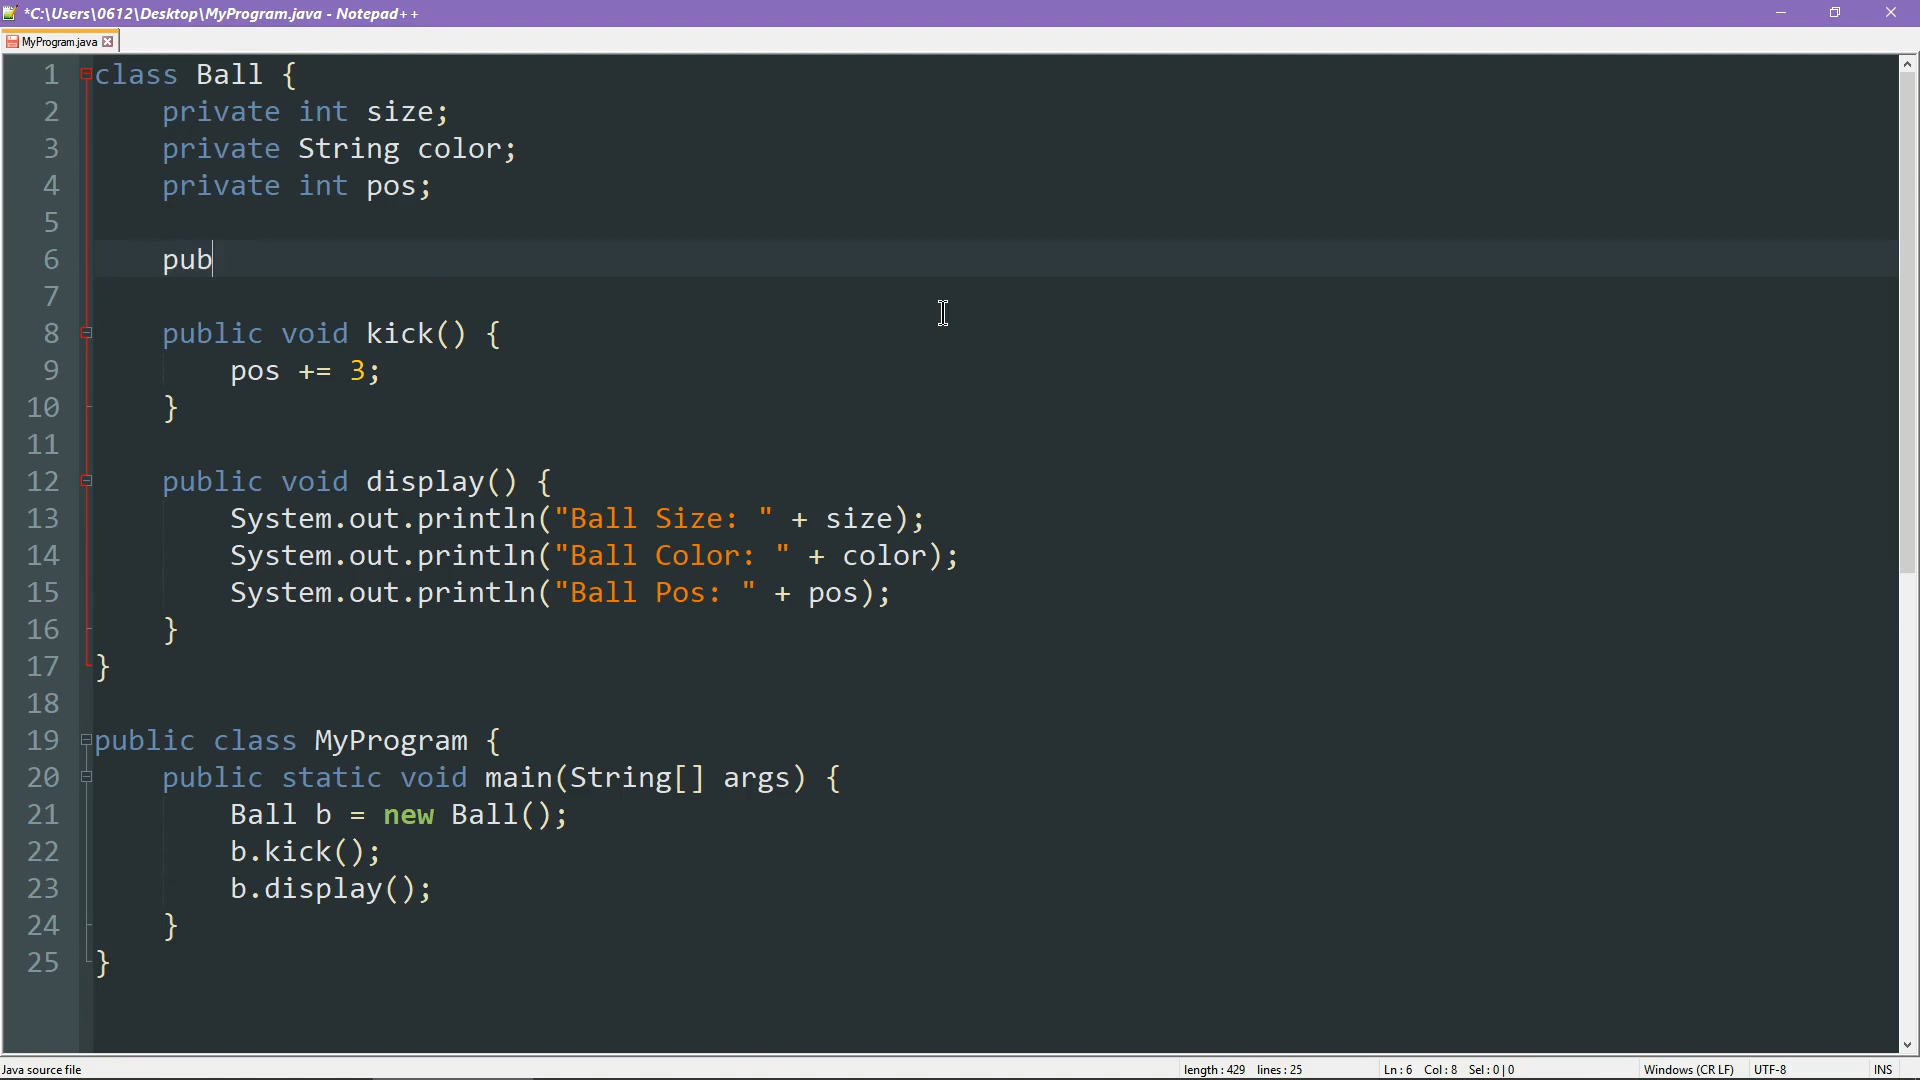 *C:\Users\0612\Desktop\MyProgram.java - Notepad++
MyProgram.java
1 class Ball {
2     private int size;
3     private String color;
4     private int pos;
5
6     pub
7
8     public void kick() {
9         pos += 3;
10     }
11
12     public void display() {
13         System.out.println("Ball Size: " + size);
14         System.out.println("Ball Color: " + color);
15         System.out.println("Ball Pos: " + pos);
16     }
17 }
18
19 public class MyProgram {
20     public static void main(String[] args) {
21         Ball b = new Ball();
22         b.kick();
23         b.display();
24     }
25 }
Java source file length : 429 lines : 25 Ln : 6 Col : 8 Sel : 0 | 0 Windows (CR LF) UTF-8 INS